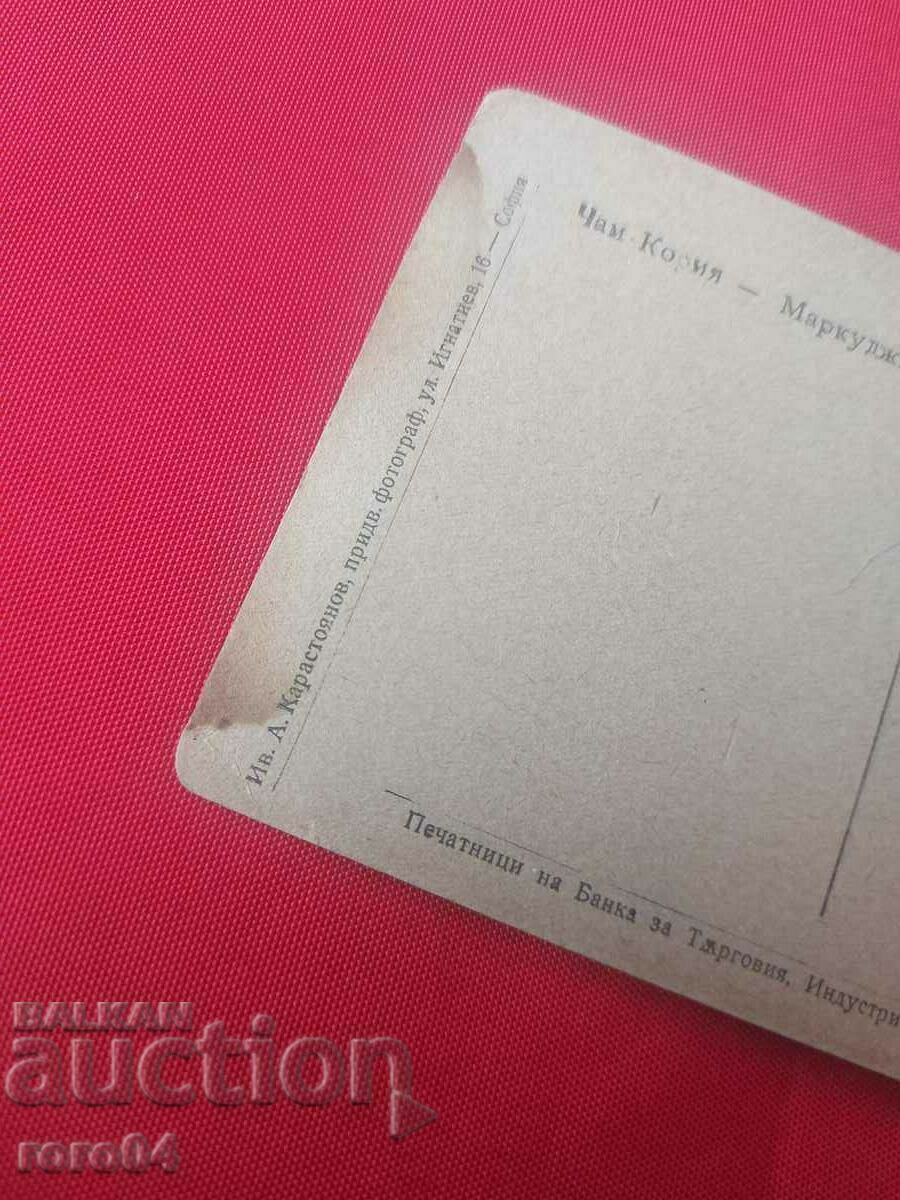 Чам Кория — Маркудж
Ив. А. Карастоянов, придв. фотограф, ул. Игнатиев, 16 — София
Печатници на Банка за Тѫрговия, Индустри
BALKAN
auction
roro04